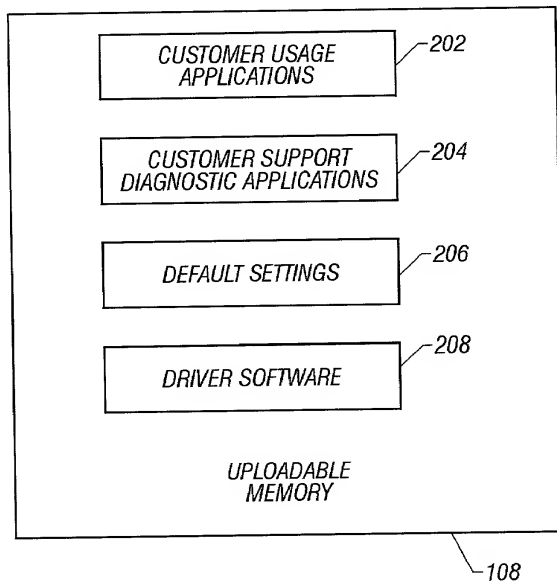 CUSTOMER USAGE
APPLICATIONS
202
CUSTOMER SUPPORT
DIAGNOSTIC APPLICATIONS
204
DEFAULT SETTINGS
206
DRIVER SOFTWARE
208
UPLOADABLE
MEMORY
108